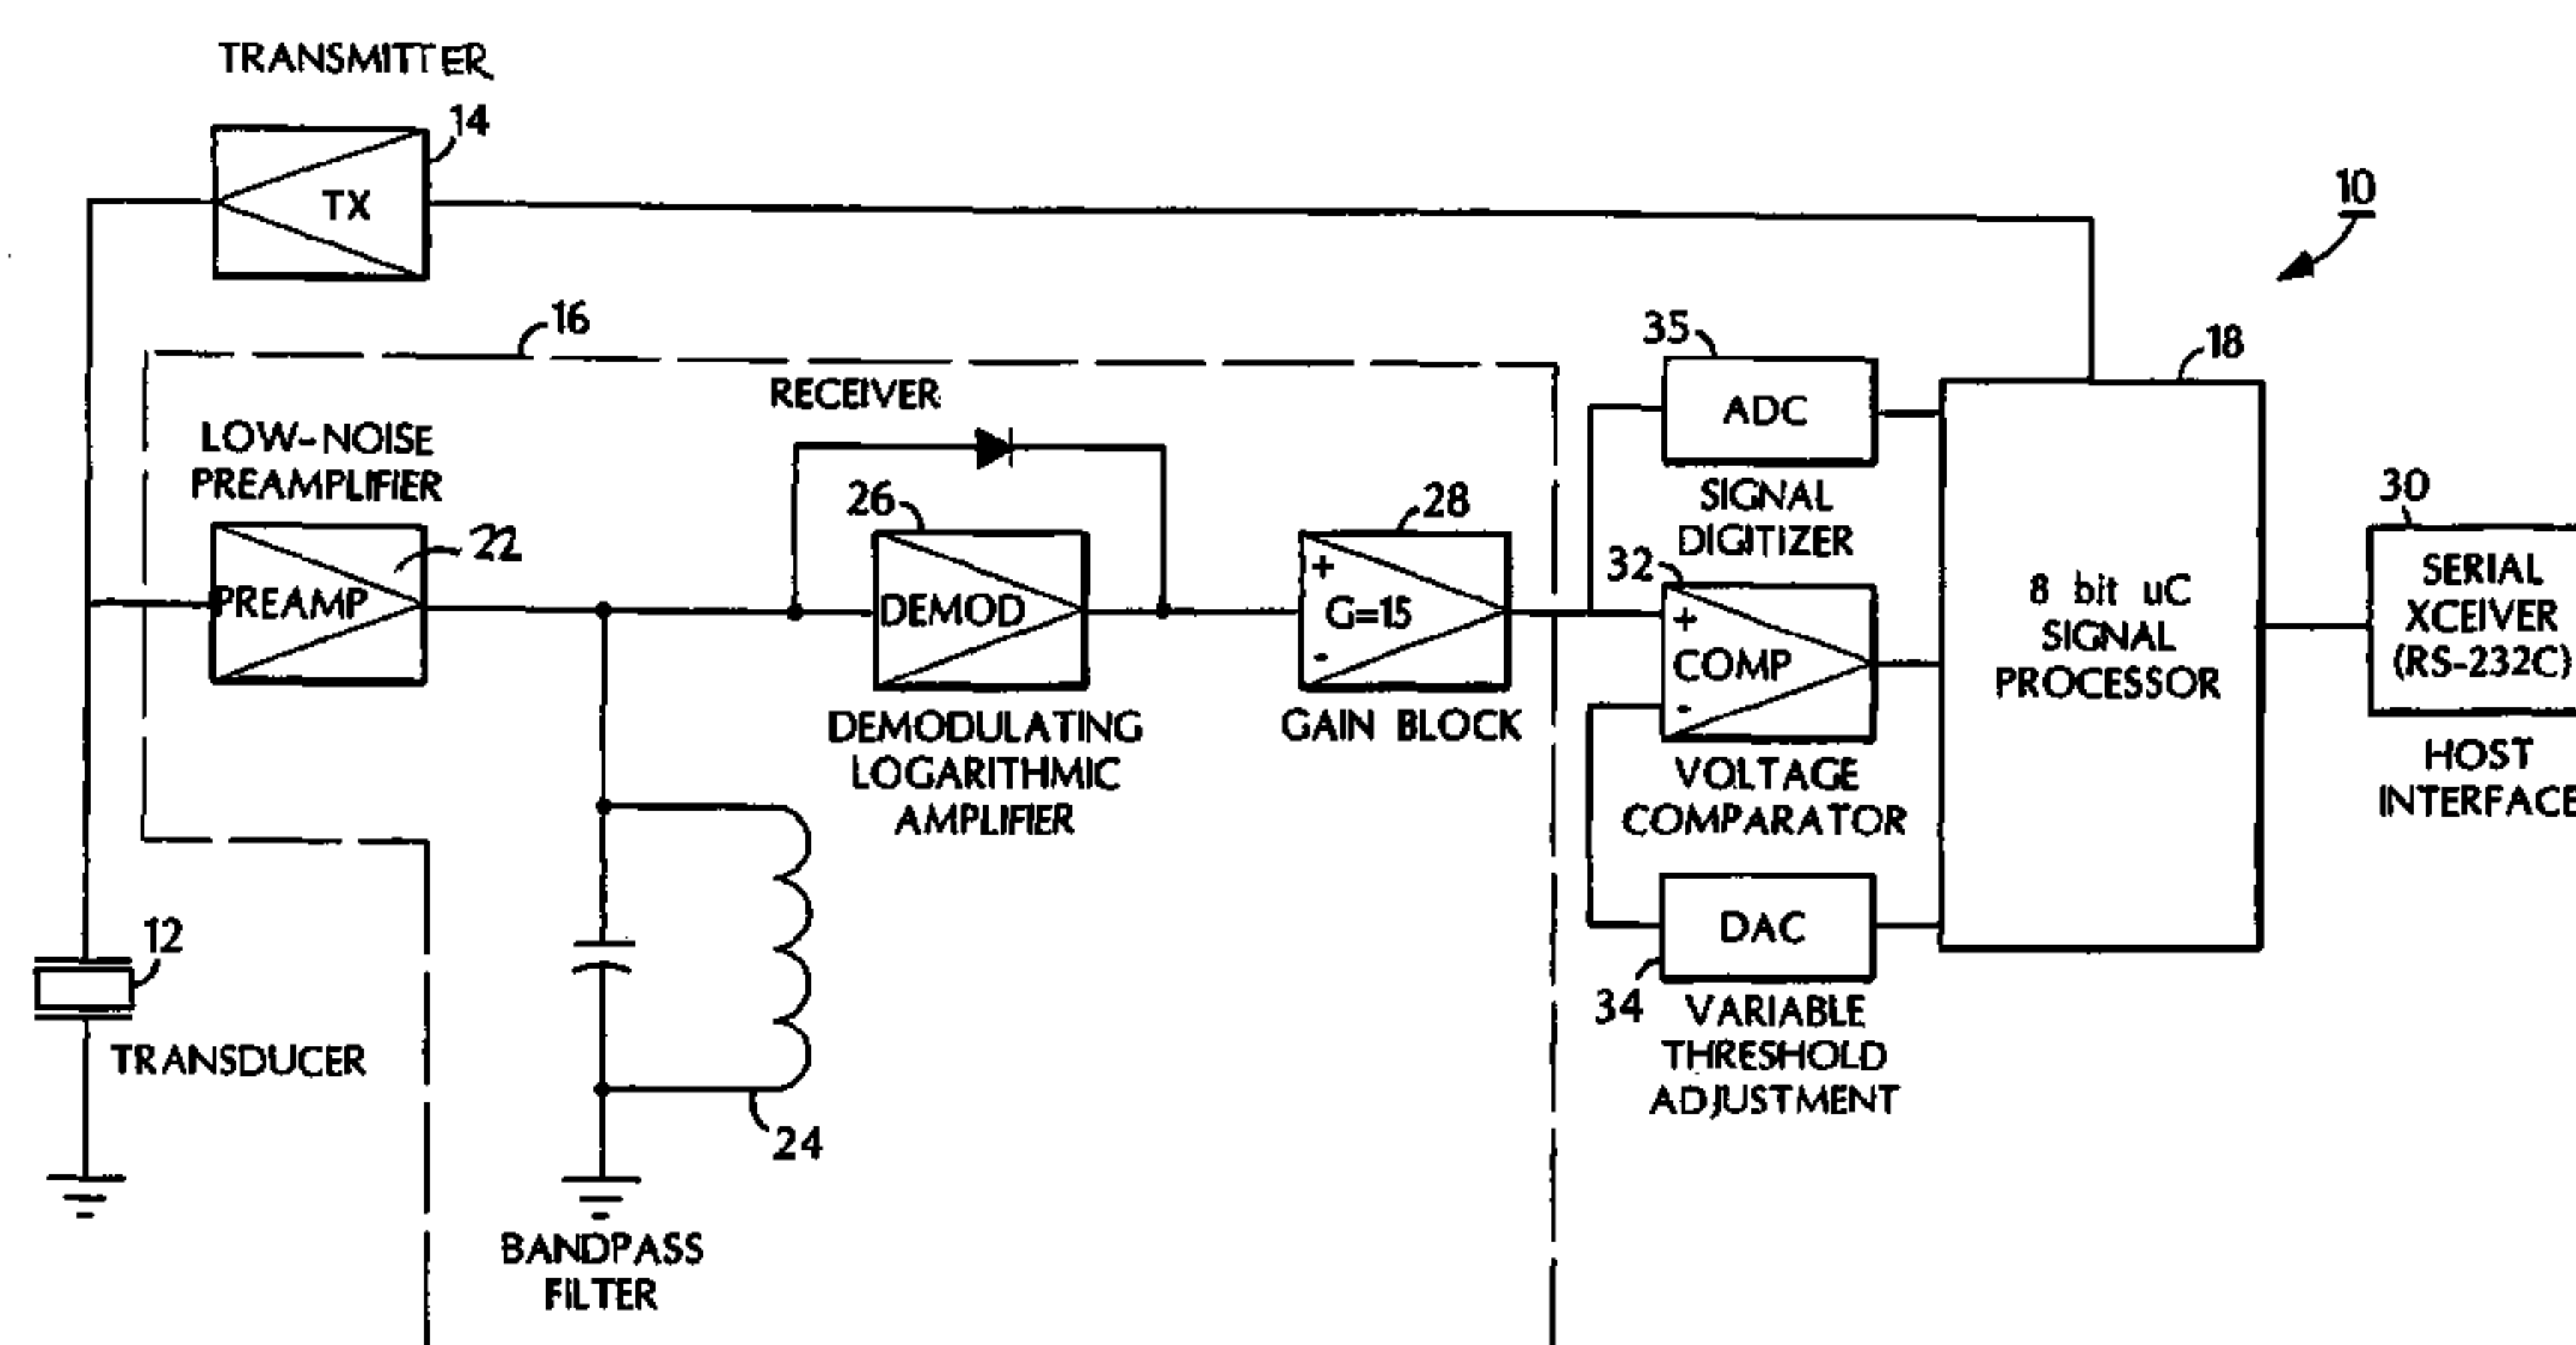 TRANSMITTER
14
TX
10
16
RECEIVER
35
ADC
SIGNAL
DIGITIZER
18
LOW-NOISE
PREAMPLIFIER
PREAMP
22
26
DEMOD
DEMODULATING
LOGARITHMIC
AMPLIFIER
28
+
G=15
-
GAIN BLOCK
32
+
COMP
-
VOLTAGE
COMPARATOR
8 bit uC
SIGNAL
PROCESSOR
30
SERIAL
XCEIVER
(RS-232C)
HOST
INTERFACE
DAC
34
VARIABLE
THRESHOLD
ADJUSTMENT
12
TRANSDUCER
24
BANDPASS
FILTER